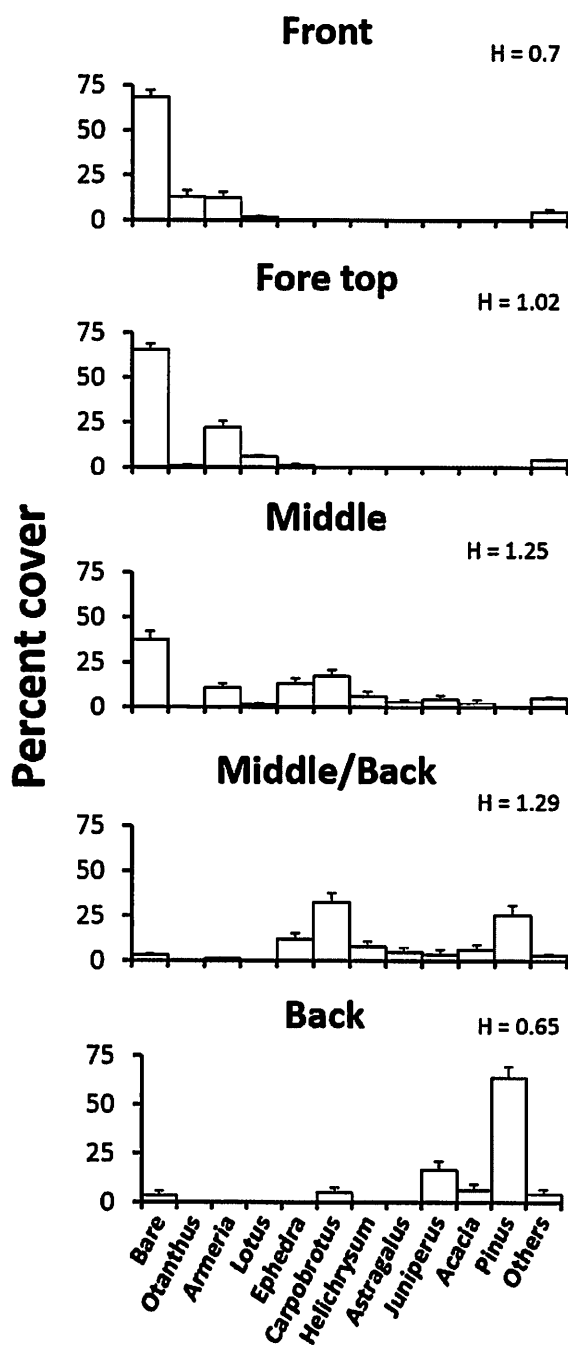 Front
H = 0.7
75
50
25
0
Fore top
H = 1.02
75
50
25
0
Middle
H = 1.25
75
50
25
0
Middle/Back
H = 1.29
75
50
25
0
Back
H = 0.65
75
50
25
0
Percent cover
Bare
Otanthus
Armeria
Lotus
Ephedra
Carpobrotus
Helichrysum
Astragalus
Juniperus
Acacia
Pinus
Others